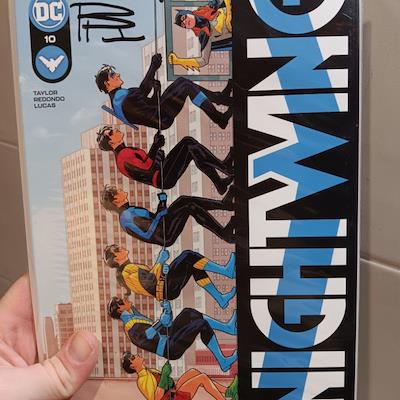 DC
10
TAYLOR
REDONDO
LUCAS
NIGHTWING